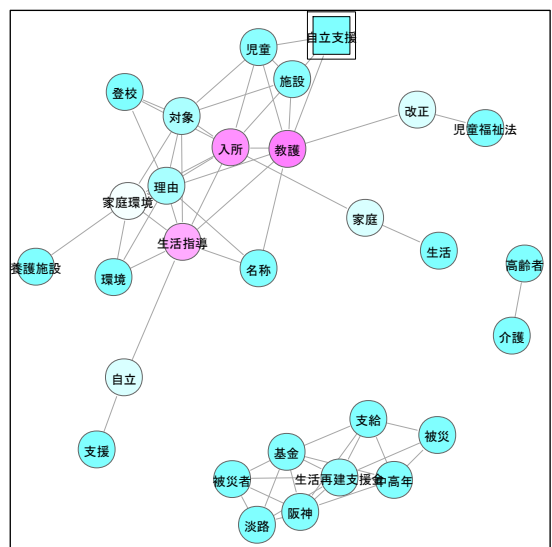 自立支援
児童
施設
登校
改正
対象
児童福祉法
入所
教護
理由
家庭環境
家庭
生活指導
生活
養護施設
環境
名称
高齢者
介護
自立
支給
支援
被災
基金
被災者
生活再建支援金
中高年
阪神
淡路